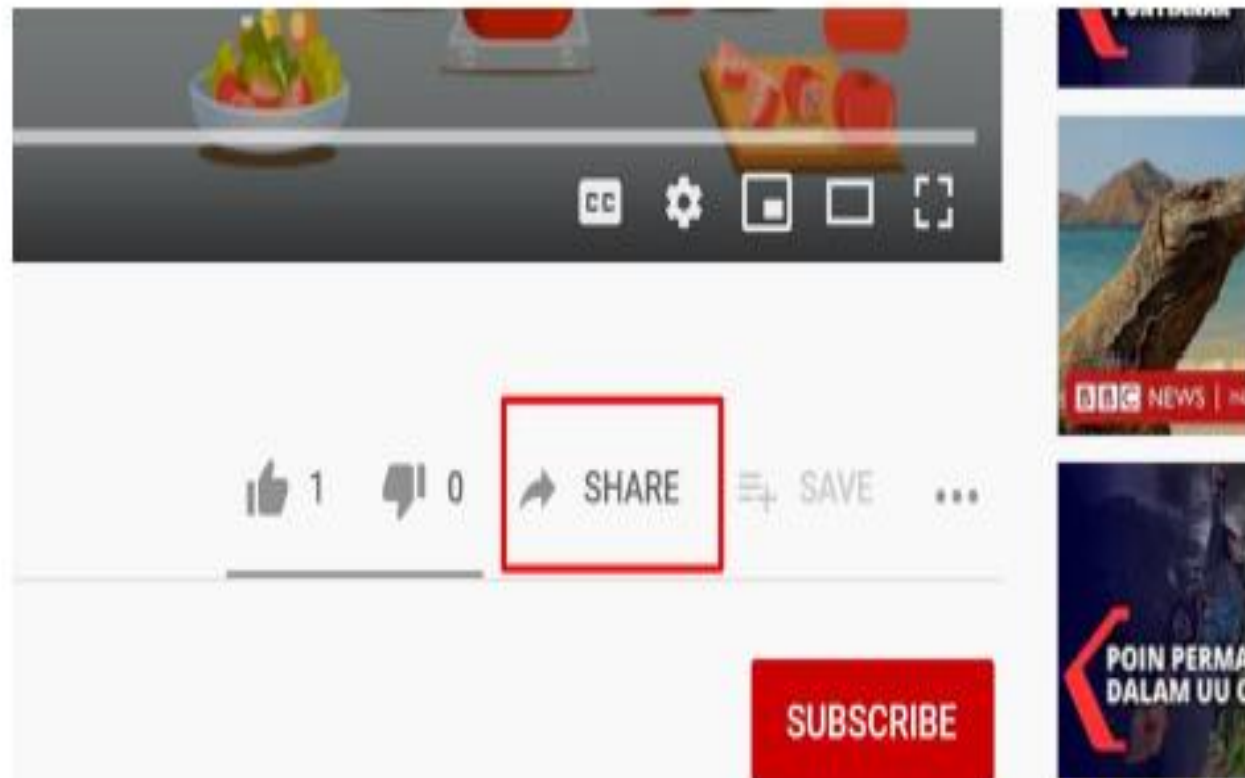 CC
1 0 SHARE SAVE ...
SUBSCRIBE
BBC NEWS |
POIN PERMA
DALAM UU C